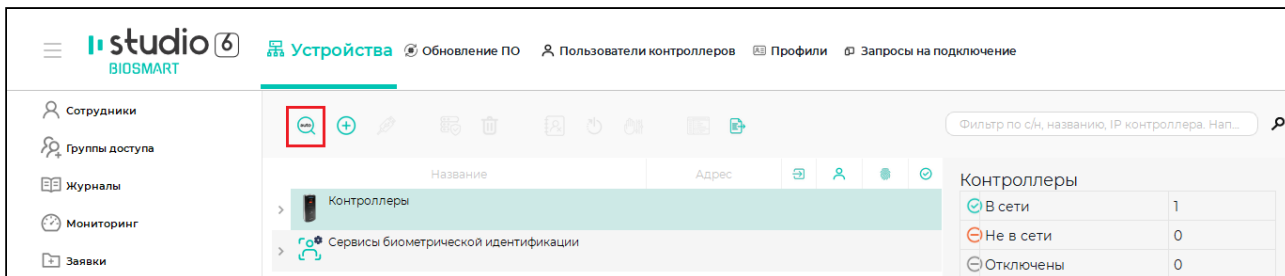 studio 6
BIOSMART
Устройства
Обновление ПО
Пользователи контроллеров
Профили
Запросы на подключение
Сотрудники
Группы доступа
Журналы
Мониторинг
Заявки
auto
Фильтр по с/н, названию, IP контроллера. Нап...
Название
Адрес
Контроллеры
Сервисы биометрической идентификации
Контроллеры
В сети 1
Не в сети 0
Отключены 0